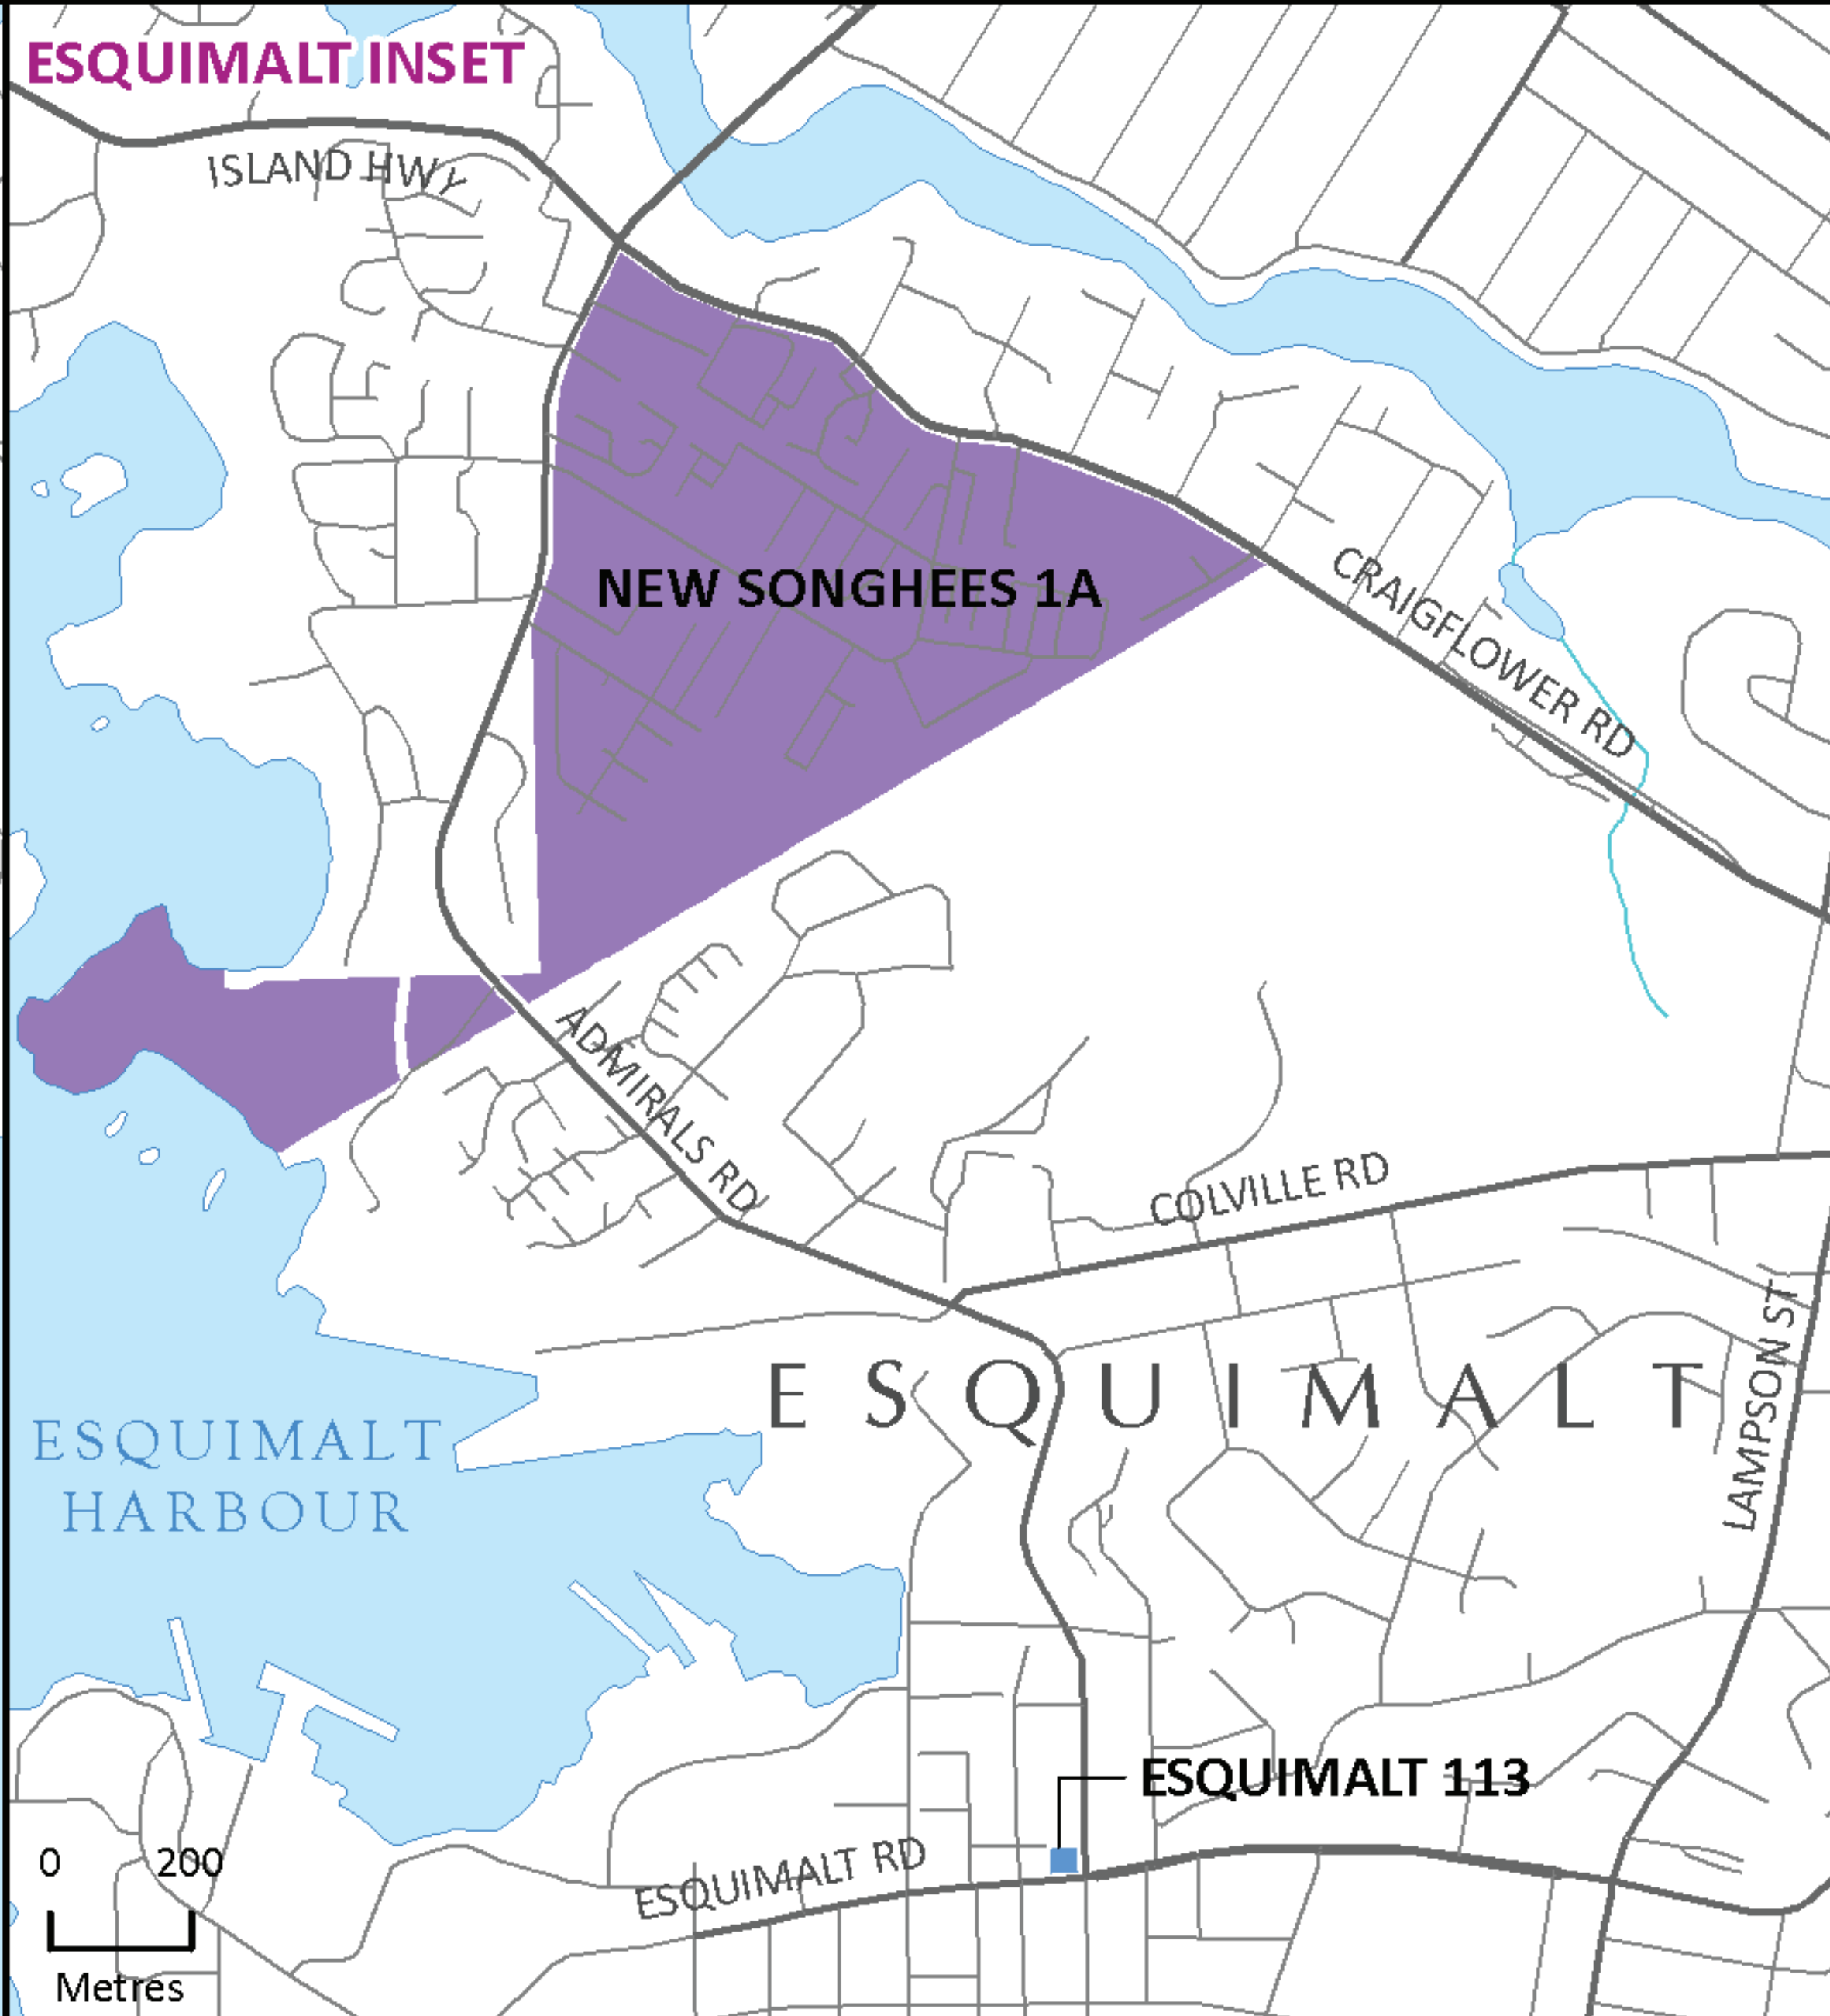 ESQUIMALT INSET
ISLAND HWY
NEW SONGHEES 1A
CRAIGFLOWER RD
ADMIRALS RD
COLVILLE RD
LAMPSON ST
ESQUIMALT
ESQUIMALT
HARBOUR
ESQUIMALT 113
ESQUIMALT RD
0 200
Metres